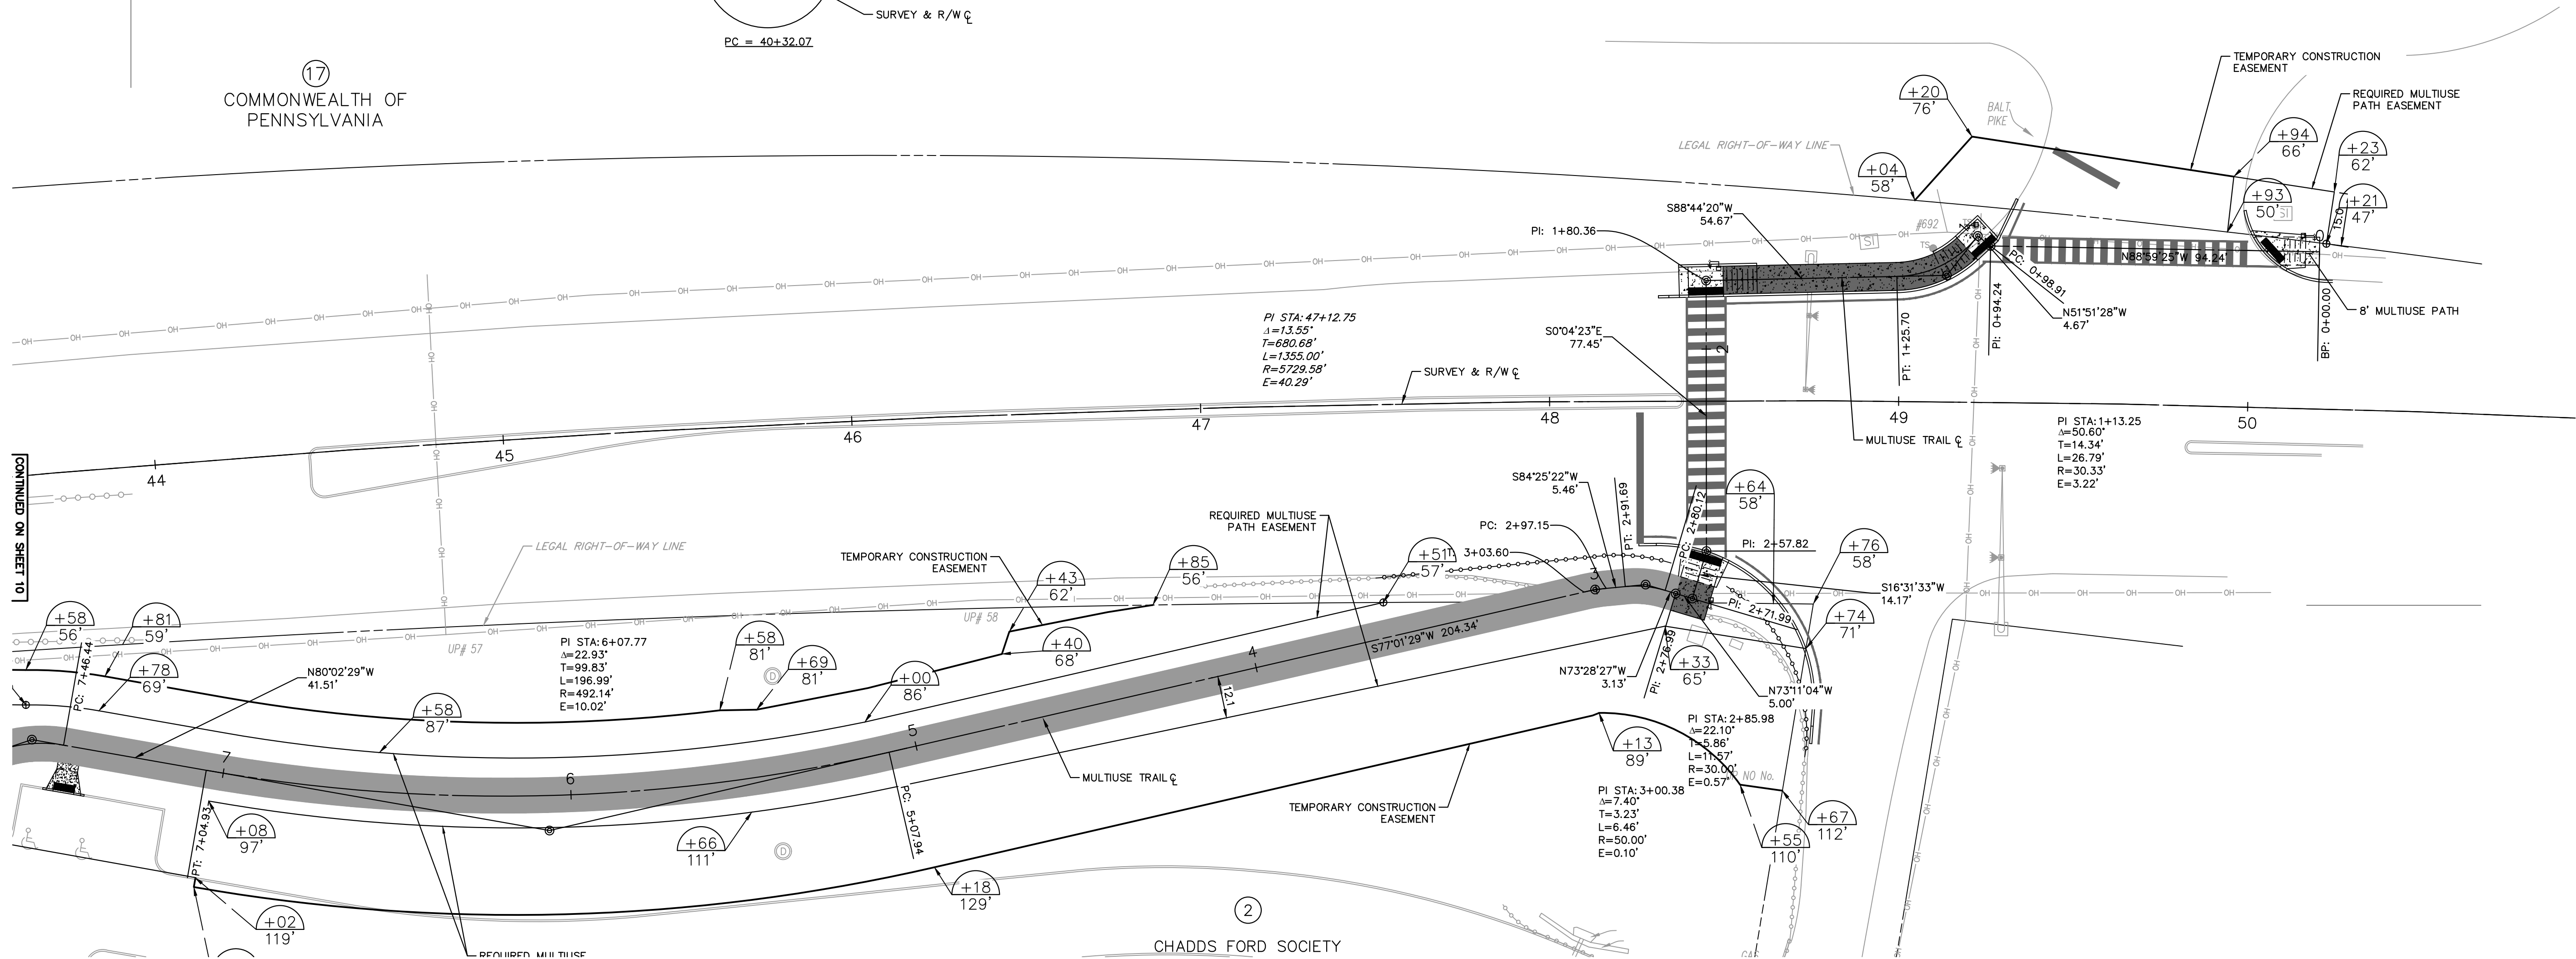 SURVEY & R/W ℄
PC = 40+32.07
17
COMMONWEALTH OF
PENNSYLVANIA
TEMPORARY CONSTRUCTION
EASEMENT
REQUIRED MULTIUSE
PATH EASEMENT
+20
76'
BALT
PIKE
+94
66'
+23
62'
LEGAL RIGHT-OF-WAY LINE
+04
58'
+93
50'
SI
+21
47'
15.0
S88°44'20"W
54.67'
#692
TS
TS
PI: 1+80.36
SI
N88°59'25"W 94.24'
PC: 0+98.91
N51°51'28"W
4.67'
8' MULTIUSE PATH
PI: 0+94.24
BP: 0+00.00
PT: 1+25.70
PI STA: 47+12.75
Δ=13.55°
T=680.68'
L=1355.00'
R=5729.58'
E=40.29'
S0°04'23"E
77.45'
2
SURVEY & R/W ℄
44
45
46
47
48
49
50
MULTIUSE TRAIL ℄
PI STA: 1+13.25
Δ=50.60°
T=14.34'
L=26.79'
R=30.33'
E=3.22'
CONTINUED ON SHEET 10
S84°25'22"W
5.46'
PT: 2+91.69
PC: 2+80.12
+64
58'
REQUIRED MULTIUSE
PATH EASEMENT
PC: 2+97.15
PI: 2+57.82
+76
58'
LEGAL RIGHT-OF-WAY LINE
TEMPORARY CONSTRUCTION
EASEMENT
+85
56'
+51
57'
T: 3+03.60
3
+43
62'
S16°31'33"W
14.17'
PI: 2+71.99
+74
71'
+58
56'
+81
59'
UP# 57
UP# 58
PC: 7+46.44
PI STA: 6+07.77
Δ=22.93°
T=99.83'
L=196.99'
R=492.14'
E=10.02'
+58
81'
+69
81'
+40
68'
S77°01'29"W 204.34'
4
+78
69'
N80°02'29"W
41.51'
D
+00
86'
12.1
N73°28'27"W
3.13'
PI: 2+76.99
+33
65'
N73°11'04"W
5.00'
+58
87'
5
6
7
MULTIUSE TRAIL ℄
+13
89'
PI STA: 2+85.98
Δ=22.10°
T=5.86'
L=11.57'
R=30.00'
E=0.57'
NO No.
PI STA: 3+00.38
Δ=7.40°
T=3.23'
L=6.46'
R=50.00'
E=0.10'
TEMPORARY CONSTRUCTION
EASEMENT
PT: 7+04.93
+08
97'
+66
111'
D
PC: 5+07.94
+67
112'
+55
110'
+18
129'
+02
119'
2
CHADDS FORD SOCIETY
REQUIRED MULTIUSE
GAS
OH